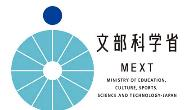 文部科学省
MEXT
MINISTRY OF EDUCATION,
CULTURE, SPORTS,
SCIENCE AND TECHNOLOGY-JAPAN